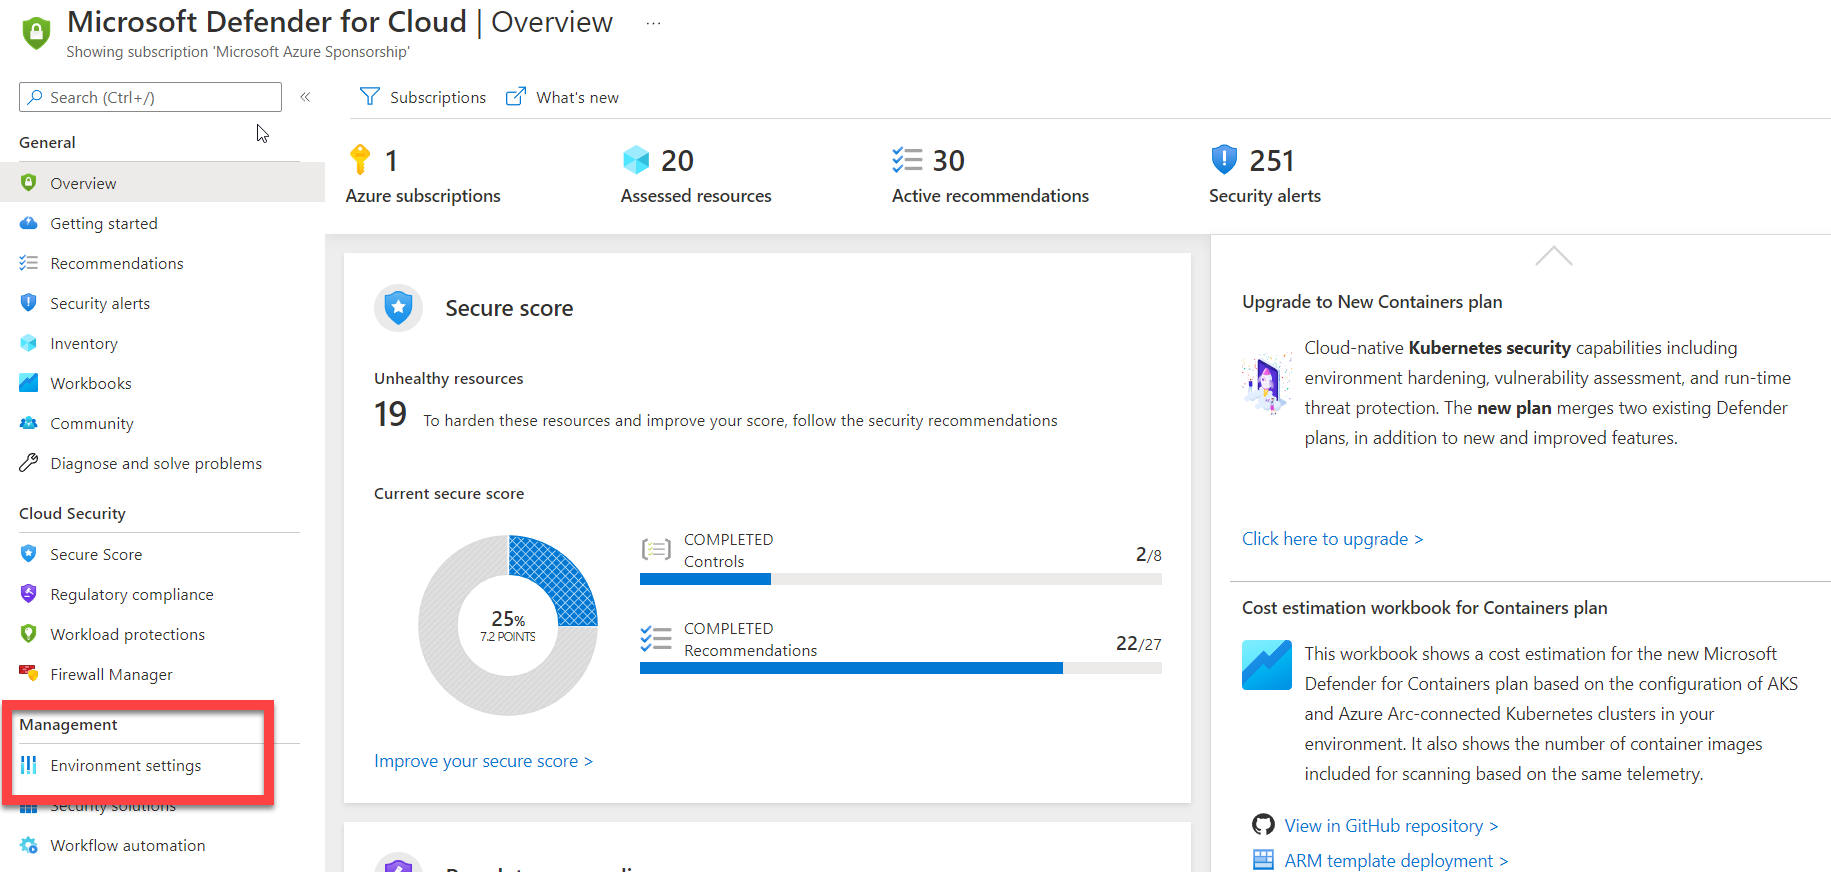 Microsoft Defender for Cloud | Overview ...
Showing subscription 'Microsoft Azure Sponsorship'
Search (Ctrl+/)
«
General
Overview
Getting started
Recommendations
Security alerts
Inventory
Workbooks
Community
Diagnose and solve problems
Cloud Security
Secure Score
Regulatory compliance
Workload protections
Firewall Manager
Management
Environment settings
Security solutions
Workflow automation
Subscriptions
What's new
1
Azure subscriptions
20
Assessed resources
30
Active recommendations
251
Security alerts
Secure score
Unhealthy resources
19 To harden these resources and improve your score, follow the security recommendations
Current secure score
25%
7.2 POINTS
COMPLETED
Controls
2/8
COMPLETED
Recommendations
22/27
Improve your secure score >
Upgrade to New Containers plan
Cloud-native Kubernetes security capabilities including
environment hardening, vulnerability assessment, and run-time
threat protection. The new plan merges two existing Defender
plans, in addition to new and improved features.
Click here to upgrade >
Cost estimation workbook for Containers plan
This workbook shows a cost estimation for the new Microsoft
Defender for Containers plan based on the configuration of AKS
and Azure Arc-connected Kubernetes clusters in your
environment. It also shows the number of container images
included for scanning based on the same telemetry.
View in GitHub repository >
ARM template deployment >